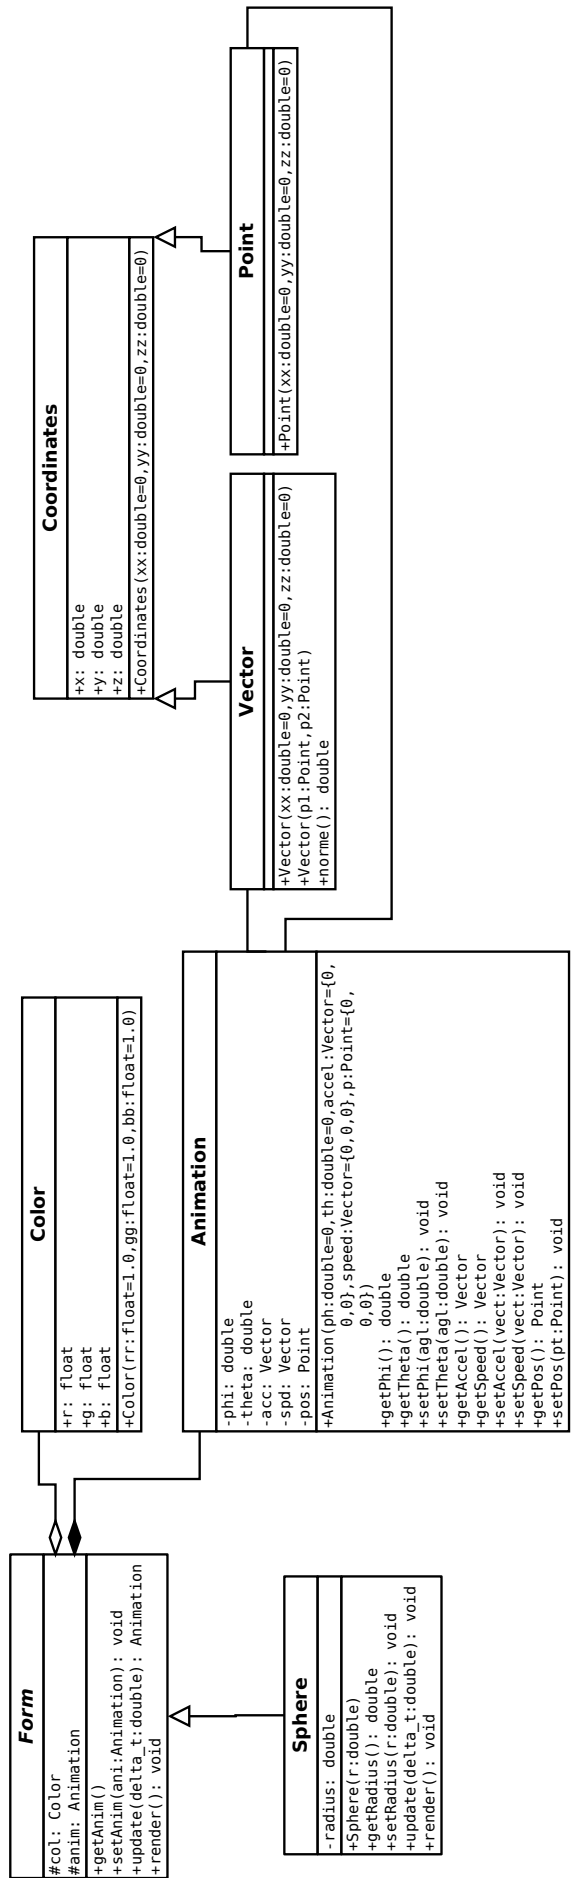 Form
#col: Color
#anim: Animation
+getAnim()
+setAnim(ani:Animation): void
+update(delta_t:double): Animation
+render(): void
Sphere
-radius: double
+Sphere(r:double)
+getRadius(): double
+setRadius(r:double): void
+update(delta_t:double): void
+render(): void
Color
+r: float
+g: float
+b: float
+Color(rr:float=1.0,gg:float=1.0,bb:float=1.0)
Animation
-phi: double
-theta: double
-acc: Vector
-spd: Vector
-pos: Point
+Animation(ph:double=0,th:double=0,accel:Vector={0,
0,0},speed:Vector={0,0,0},p:Point={0,
0,0})
+getPhi(): double
+getTheta(): double
+setPhi(agl:double): void
+setTheta(agl:double): void
+getAccel(): Vector
+getSpeed(): Vector
+setAccel(vect:Vector): void
+setSpeed(vect:Vector): void
+getPos(): Point
+setPos(pt:Point): void
Coordinates
+x: double
+y: double
+z: double
+Coordinates(xx:double=0,yy:double=0,zz:double=0)
Vector
+Vector(xx:double=0,yy:double=0,zz:double=0)
+Vector(p1:Point,p2:Point)
+norme(): double
Point
+Point(xx:double=0,yy:double=0,zz:double=0)